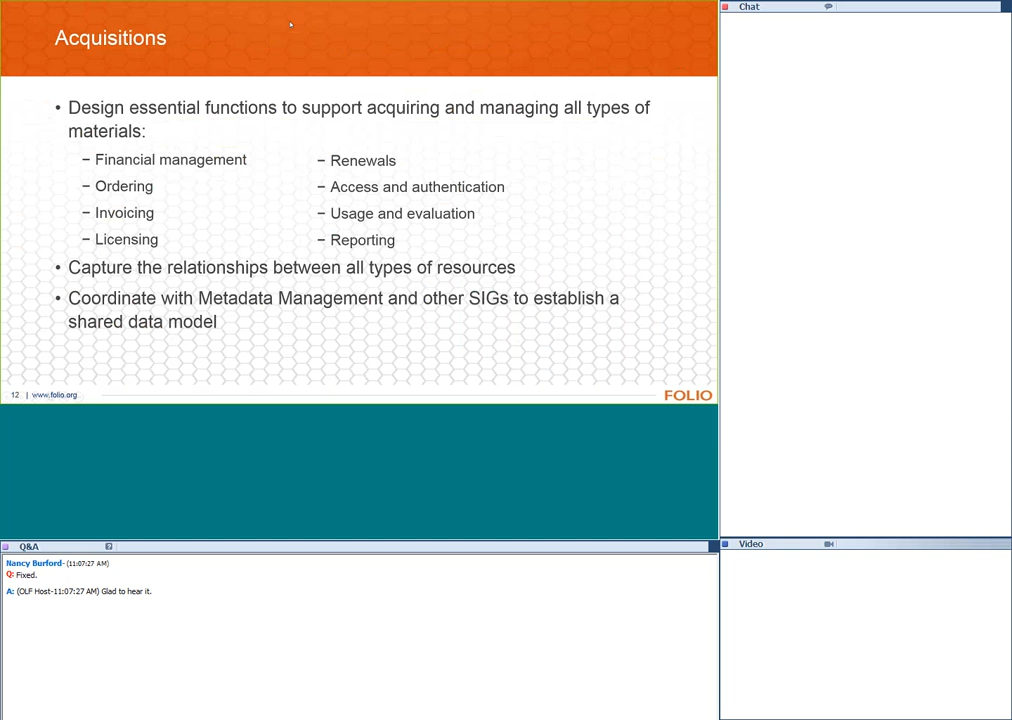 Acquisitions
• Design essential functions to support acquiring and managing all types of
materials:
– Financial management
– Ordering
– Invoicing
– Licensing
– Renewals
– Access and authentication
– Usage and evaluation
– Reporting
• Capture the relationships between all types of resources
• Coordinate with Metadata Management and other SIGs to establish a
shared data model
12 | www.folio.org
FOLIO
Chat
Q&A
Nancy Burford- (11:07:27 AM)
Q: Fixed.
A: (OLF Host-11:07:27 AM) Glad to hear it.
Video